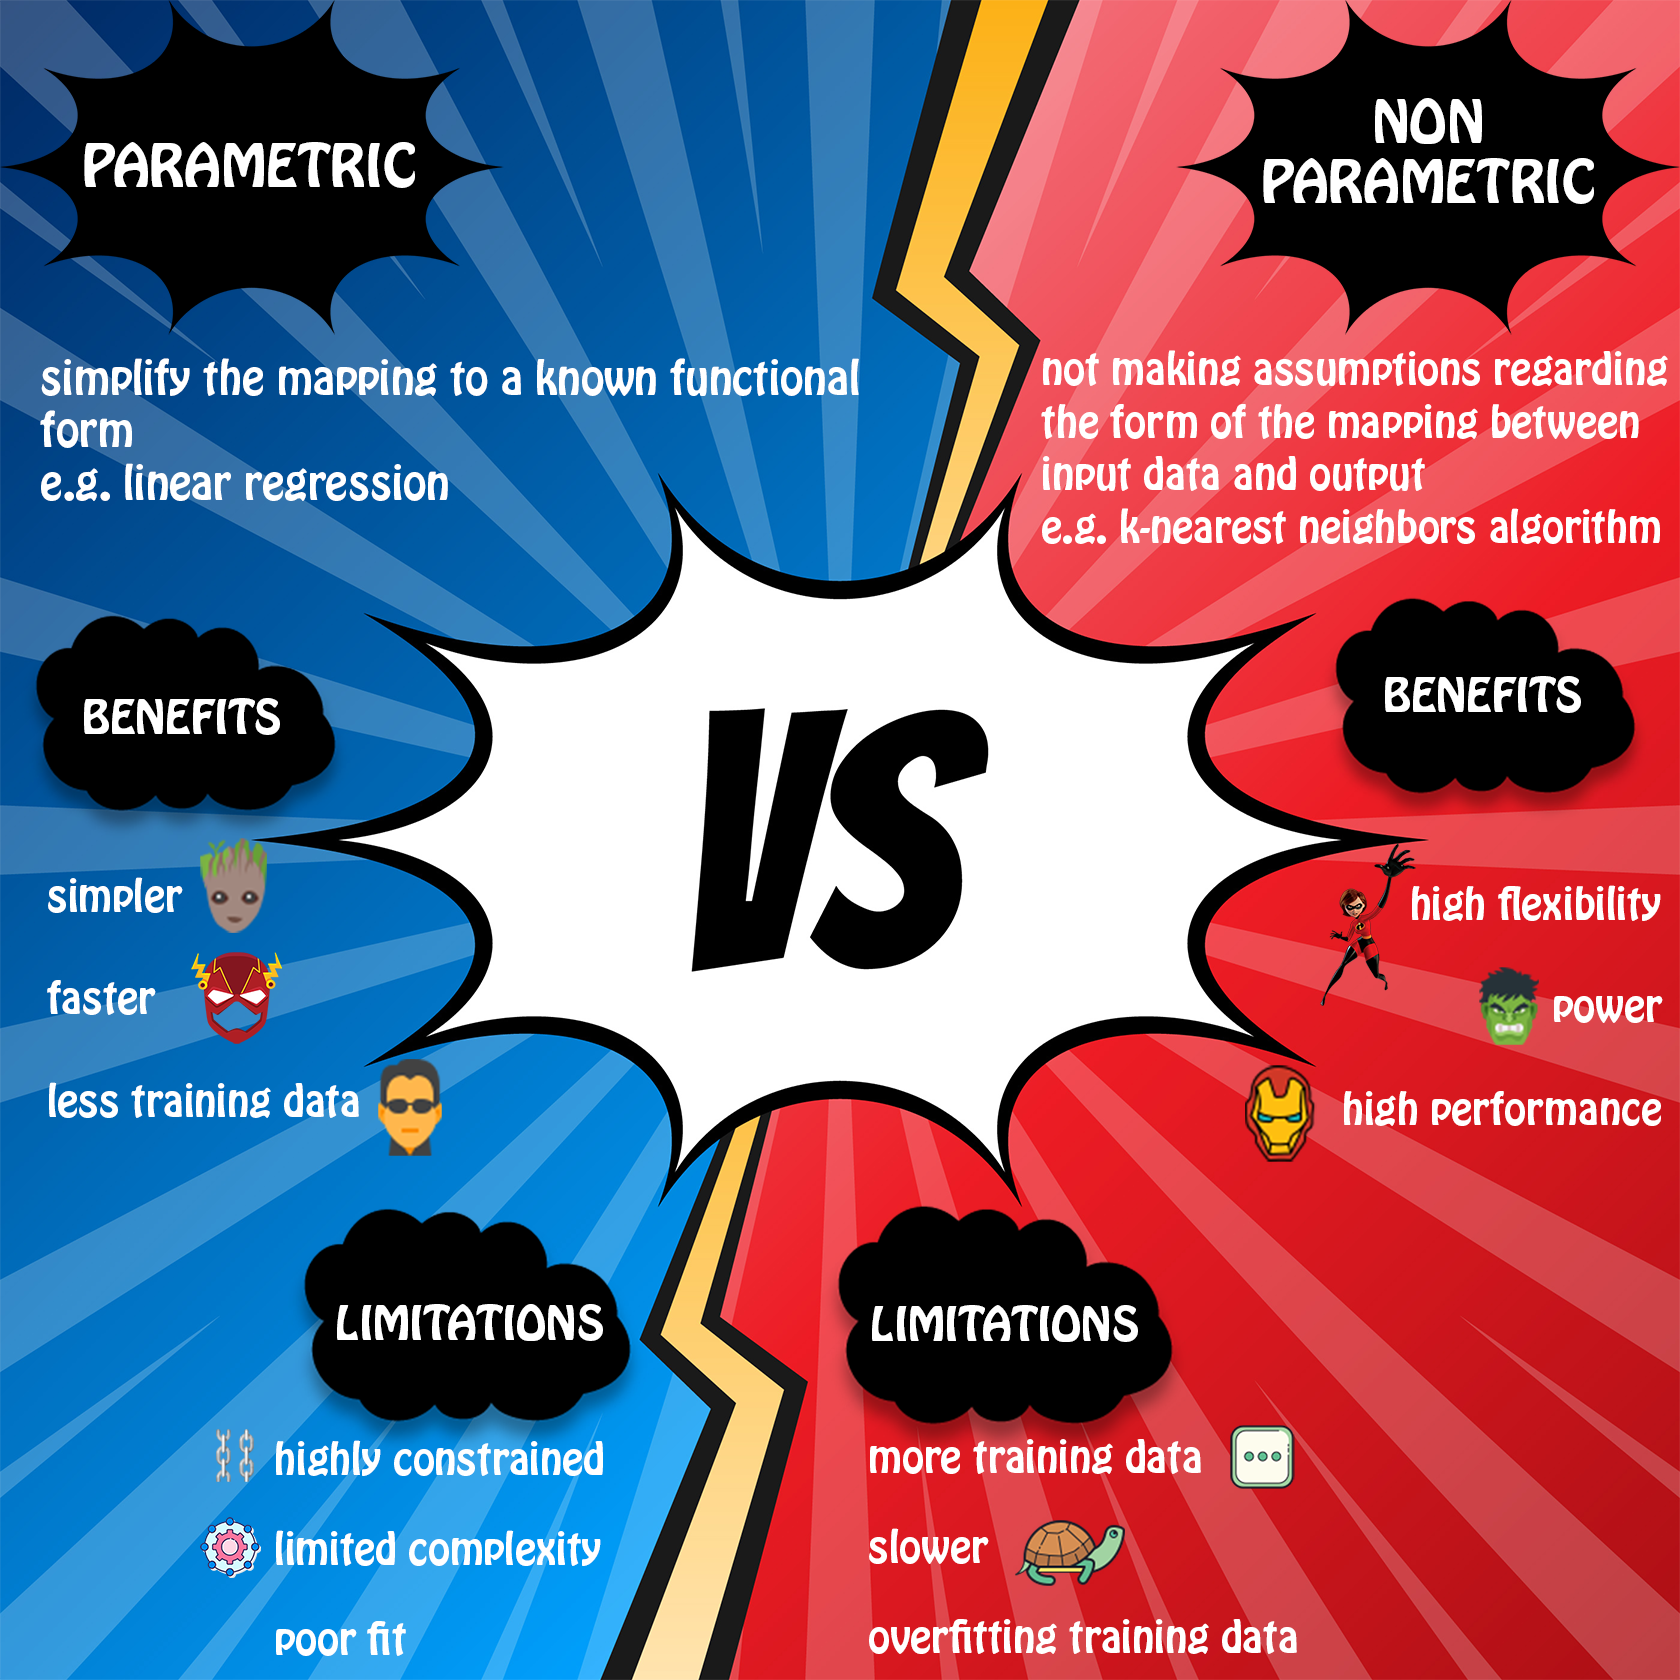 PARAMETRIC
simplify the mapping to a known functional
form
e.g. linear regression
BENEFITS
simpler
faster
less training data
LIMITATIONS
highly constrained
limited complexity
poor fit
VS
NON
PARAMETRIC
not making assumptions regarding
the form of the mapping between
input data and output
e.g. k-nearest neighbors algorithm
BENEFITS
high flexibility
power
high performance
LIMITATIONS
more training data
slower
overfitting training data